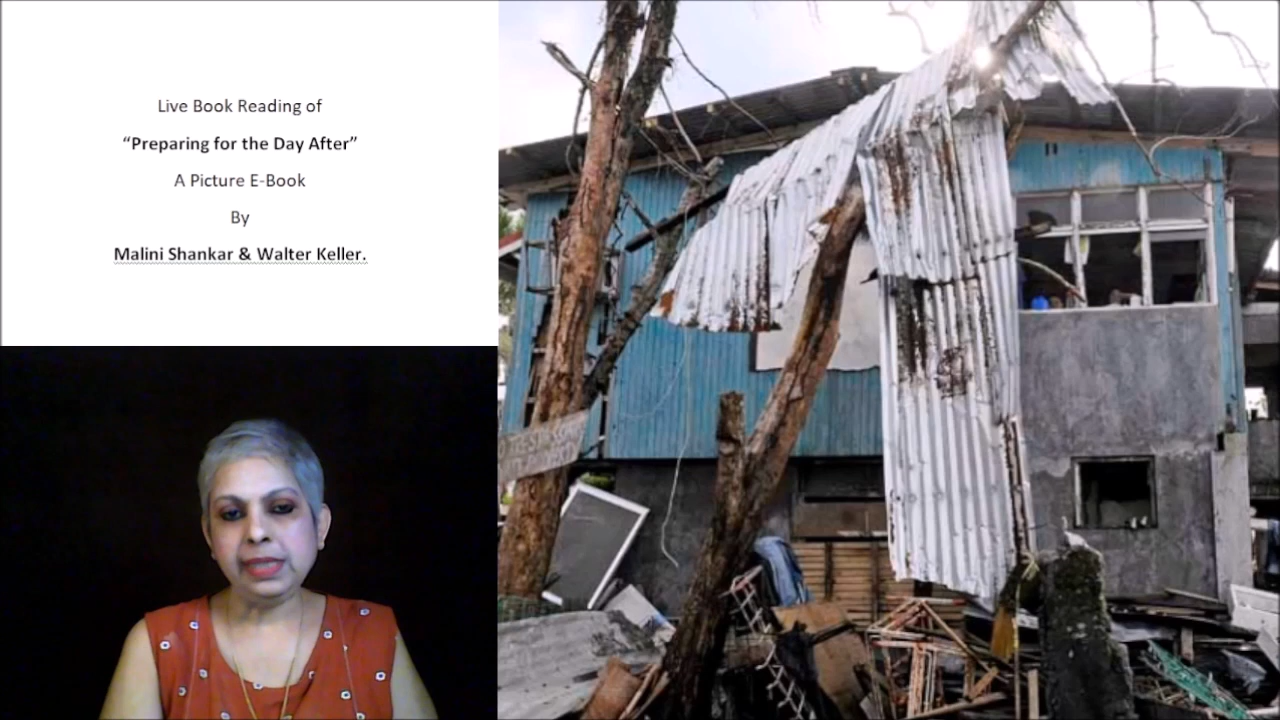 Live Book Reading of
“Preparing for the Day After”
A Picture E-Book
By
Malini Shankar & Walter Keller.